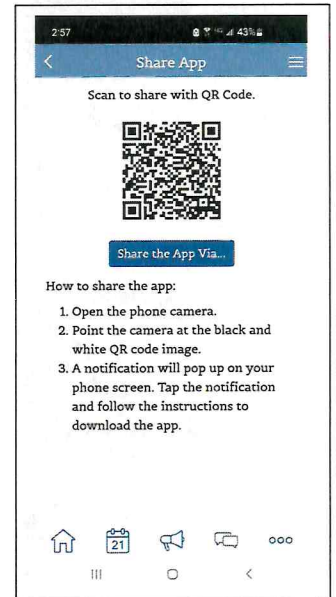 2:57 43%
Share App
Scan to share with QR Code.
Share the App Via...
How to share the app:
1. Open the phone camera.
2. Point the camera at the black and
white QR code image.
3. A notification will pop up on your
phone screen. Tap the notification
and follow the instructions to
download the app.
21